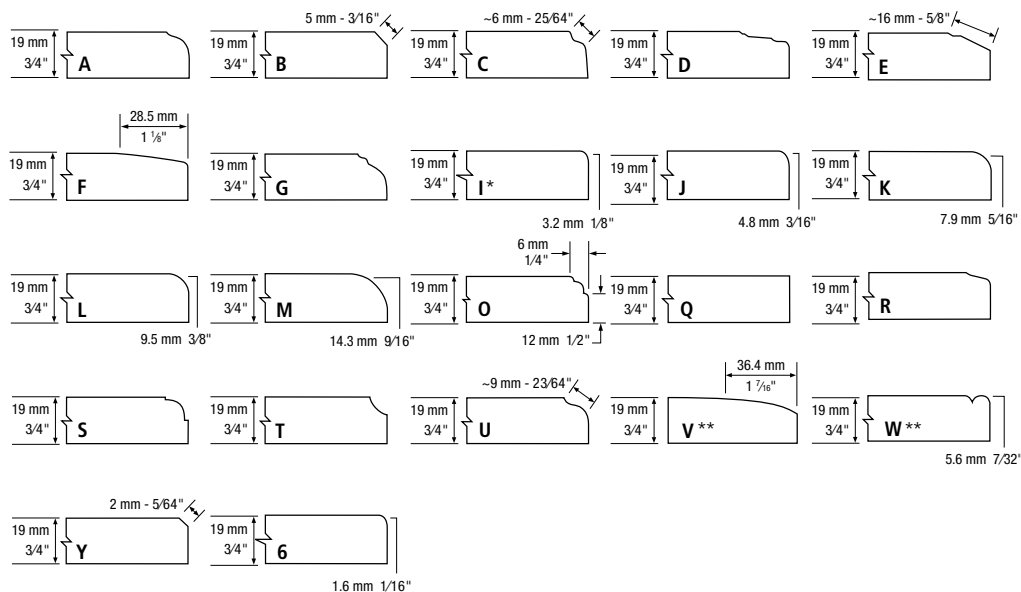 5 mm - 3⁄16"
~6 mm - 25⁄64"
~16 mm - 5⁄8"
19 mm
3⁄4"
A
19 mm
3⁄4"
B
19 mm
3⁄4"
C
19 mm
3⁄4"
D
19 mm
3⁄4"
E
28.5 mm
1 1⁄8"
19 mm
3⁄4"
F
19 mm
3⁄4"
G
19 mm
3⁄4"
I*
3.2 mm 1⁄8"
19 mm
3⁄4"
J
4.8 mm 3⁄16"
19 mm
3⁄4"
K
7.9 mm 5⁄16"
19 mm
3⁄4"
L
9.5 mm 3⁄8"
19 mm
3⁄4"
M
14.3 mm 9⁄16"
6 mm
1⁄4"
19 mm
3⁄4"
O
12 mm 1⁄2"
19 mm
3⁄4"
Q
19 mm
3⁄4"
R
19 mm
3⁄4"
S
19 mm
3⁄4"
T
~9 mm - 23⁄64"
19 mm
3⁄4"
U
36.4 mm
1 7⁄16"
19 mm
3⁄4"
V**
19 mm
3⁄4"
W**
5.6 mm 7⁄32"
2 mm - 5⁄64"
19 mm
3⁄4"
Y
19 mm
3⁄4"
6
1.6 mm 1⁄16"